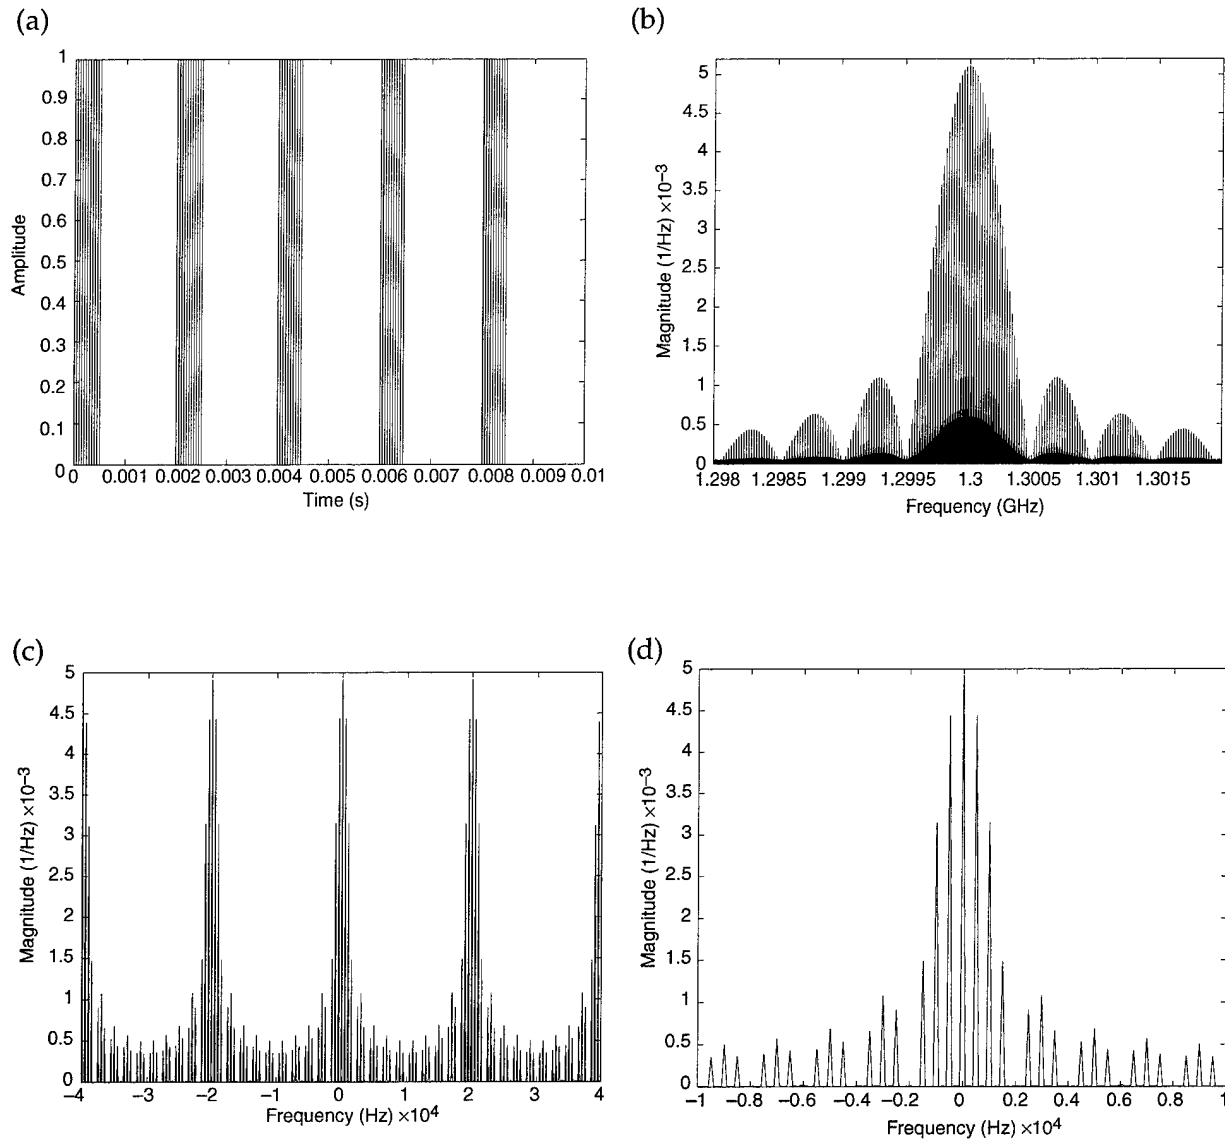 (a)
1
0.9
0.8
0.7
0.6
0.5
0.4
0.3
0.2
0.1
0
Amplitude
0 0.001 0.002 0.003 0.004 0.005 0.006 0.007 0.008 0.009 0.01
Time (s)
(b)
5
4.5
4
3.5
3
2.5
2
1.5
1
0.5
0
Magnitude (1/Hz) ×10−3
1.298 1.2985 1.299 1.2995 1.3 1.3005 1.301 1.3015
Frequency (GHz)
(c)
5
4.5
4
3.5
3
2.5
2
1.5
1
0.5
0
Magnitude (1/Hz) ×10−3
−4 −3 −2 −1 0 1 2 3 4
Frequency (Hz) ×10⁴
(d)
5
4.5
4
3.5
3
2.5
2
1.5
1
0.5
0
Magnitude (1/Hz) ×10−3
−1 −0.8 −0.6 −0.4 −0.2 0 0.2 0.4 0.6 0.8 1
Frequency (Hz) ×10⁴